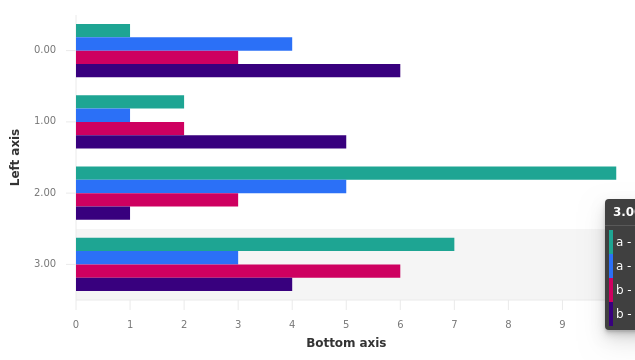 0.00
1.00
2.00
3.00
Left axis
0 1 2 3 4 5 6 7 8 9
Bottom axis
3.0
a -
a -
b -
b -